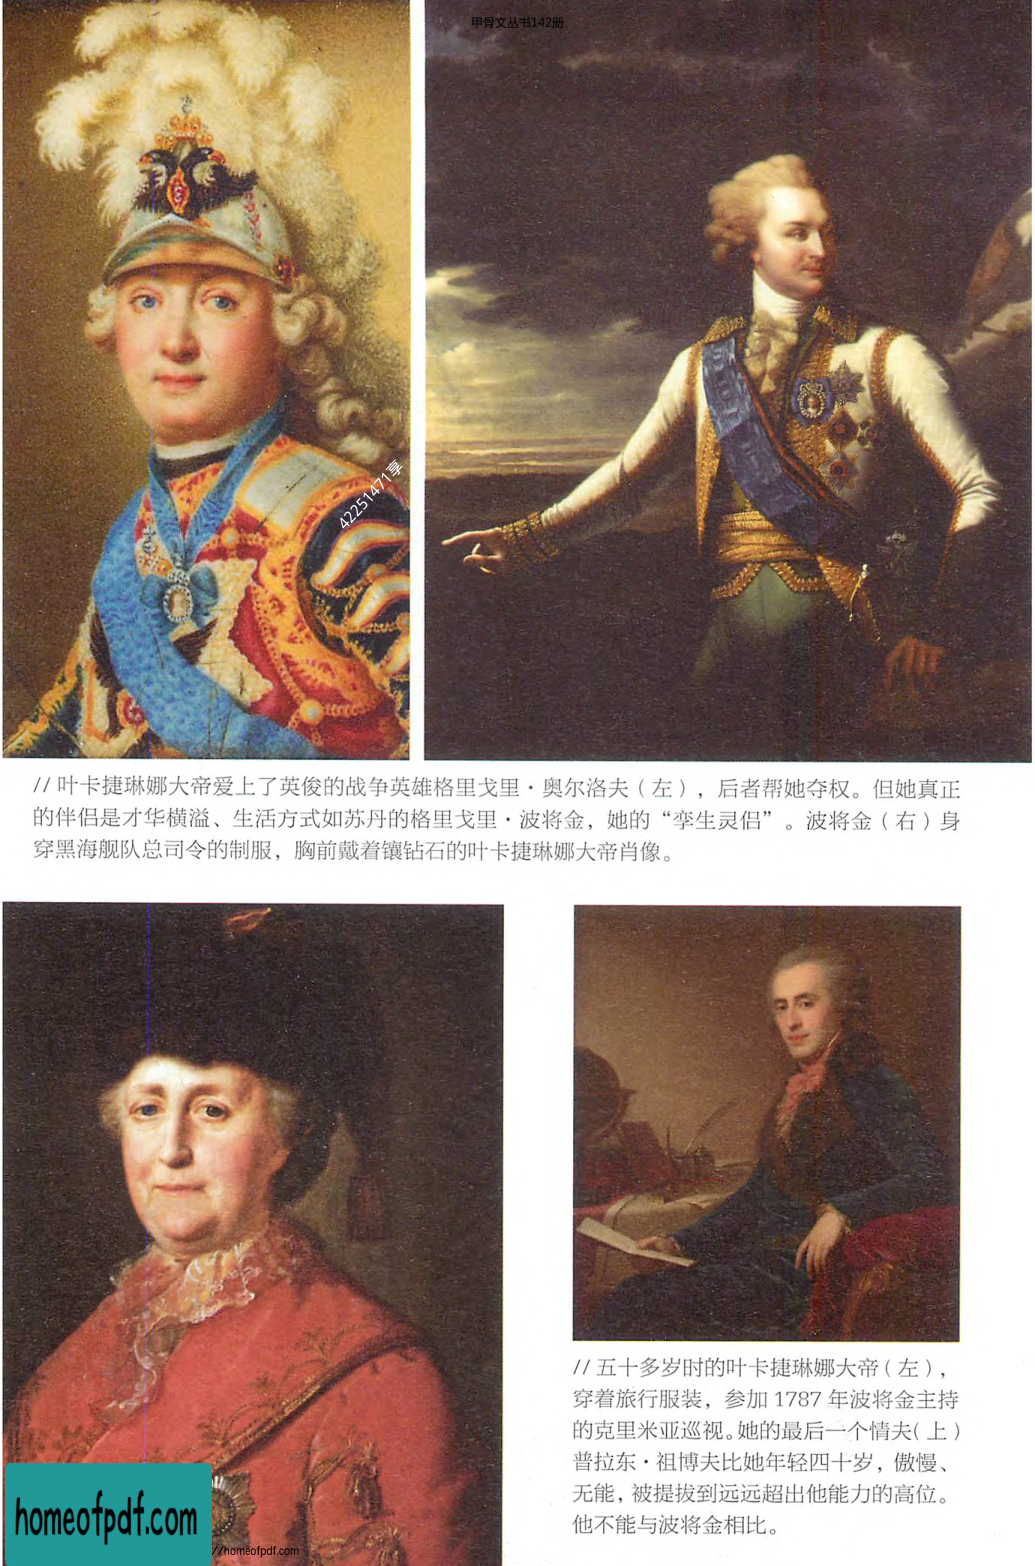 甲骨文丛书142册
42251471享
// 叶卡捷琳娜大帝爱上了英俊的战争英雄格里戈里·奥尔洛夫（左），后者帮她夺权。但她真正
的伴侣是才华横溢、生活方式如苏丹的格里戈里·波将金，她的“孪生灵侣”。波将金（右）身
穿黑海舰队总司令的制服，胸前戴着镶钻石的叶卡捷琳娜大帝肖像。
// 五十多岁时的叶卡捷琳娜大帝（左），
穿着旅行服装，参加 1787 年波将金主持
的克里米亚巡视。她的最后一个情夫（上）
普拉东·祖博夫比她年轻四十岁，傲慢、
无能，被提拔到远远超出他能力的高位。
他不能与波将金相比。
homeofpdf.com
//homeofpdf.com